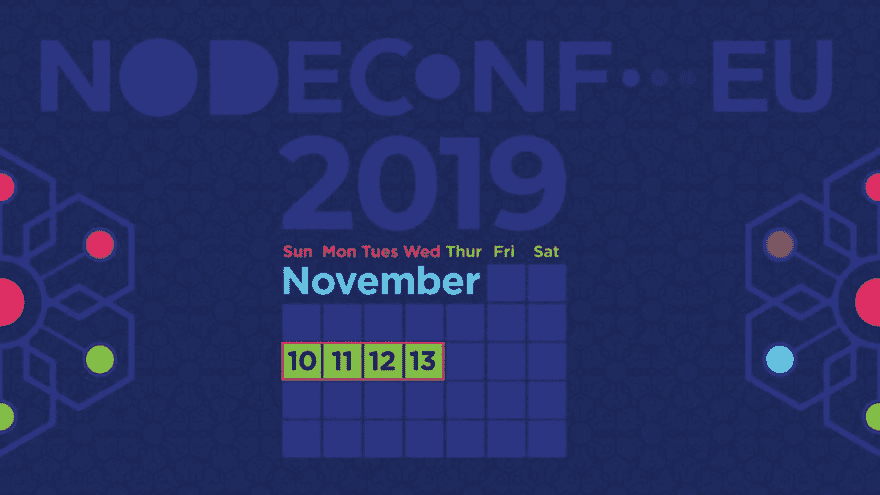 NODECONF EU
2019
Sun Mon Tues Wed Thur Fri Sat
November
10 11 12 13